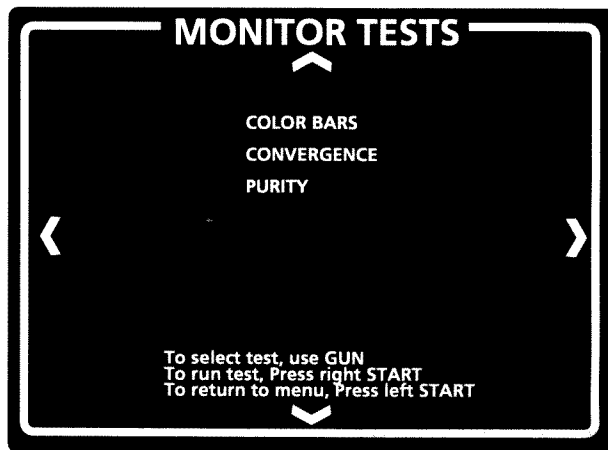 MONITOR TESTS
COLOR BARS
CONVERGENCE
PURITY
To select test, use GUN
To run test, Press right START
To return to menu, Press left START